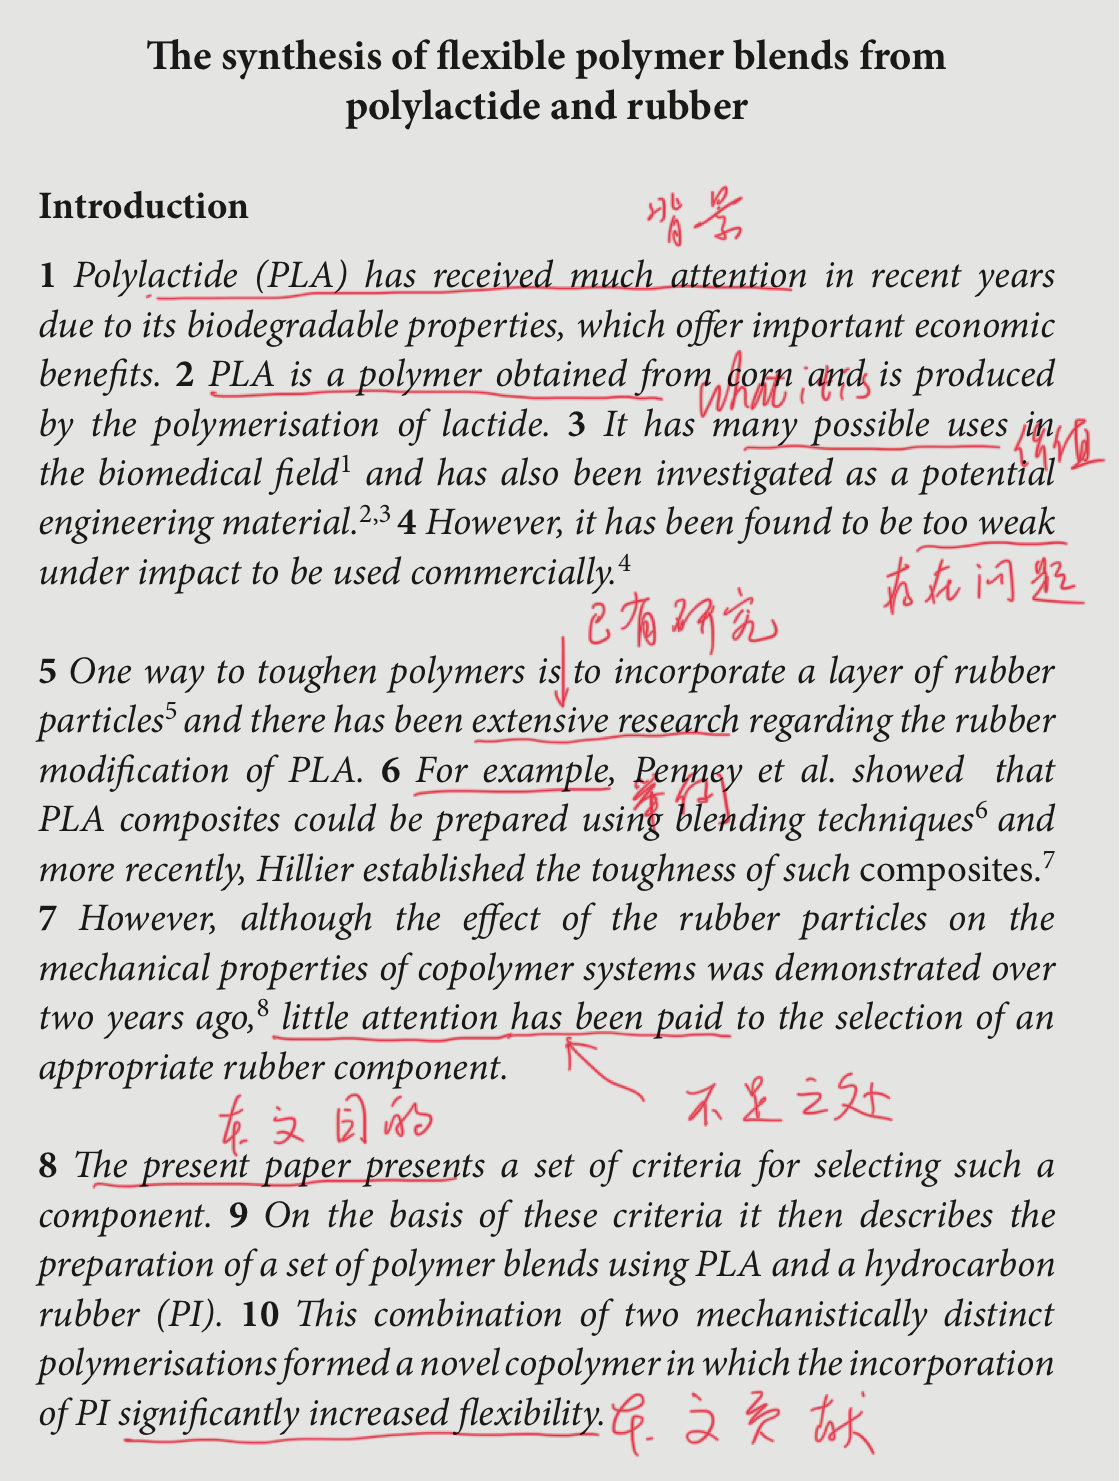 The synthesis of flexible polymer blends from
polylactide and rubber
Introduction
背景
1 Polylactide (PLA) has received much attention in recent years
due to its biodegradable properties, which offer important economic
benefits. 2 PLA is a polymer obtained from corn and is produced
what it is
by the polymerisation of lactide. 3 It has many possible uses in
价值
the biomedical field1 and has also been investigated as a potential
engineering material.2,3 4 However, it has been found to be too weak
under impact to be used commercially.4
存在问题
已有研究
5 One way to toughen polymers is to incorporate a layer of rubber
particles5 and there has been extensive research regarding the rubber
modification of PLA. 6 For example, Penney et al. showed that
举例
PLA composites could be prepared using blending techniques6 and
more recently, Hillier established the toughness of such composites.7
7 However, although the effect of the rubber particles on the
mechanical properties of copolymer systems was demonstrated over
two years ago,8 little attention has been paid to the selection of an
appropriate rubber component.
不足之处
本文目的
8 The present paper presents a set of criteria for selecting such a
component. 9 On the basis of these criteria it then describes the
preparation of a set of polymer blends using PLA and a hydrocarbon
rubber (PI). 10 This combination of two mechanistically distinct
polymerisations formed a novel copolymer in which the incorporation
of PI significantly increased flexibility.
本文贡献